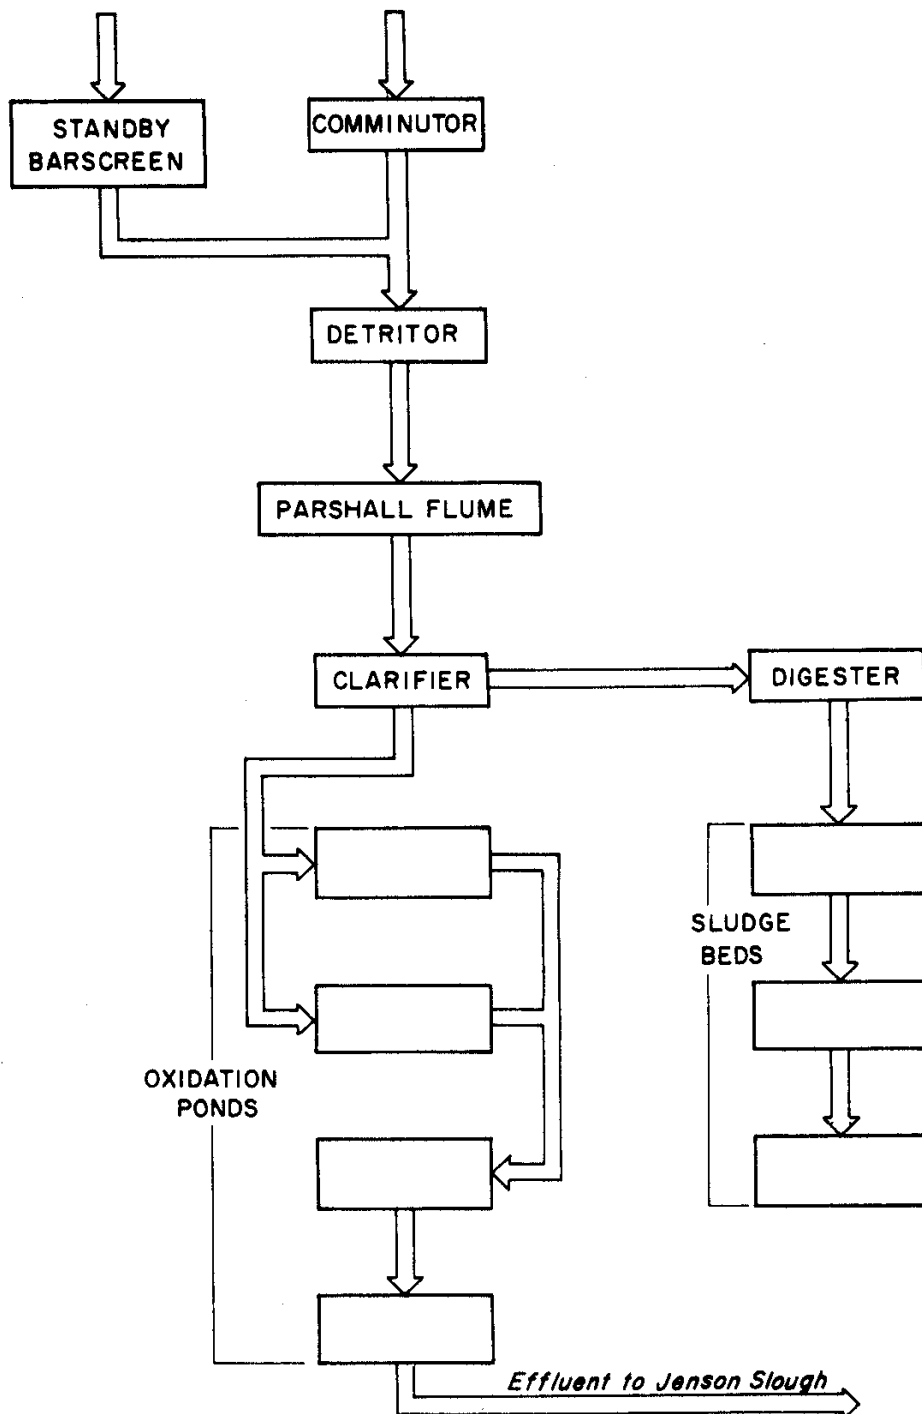 STANDBY
BARSCREEN
COMMINUTOR
DETRITOR
PARSHALL FLUME
CLARIFIER
DIGESTER
SLUDGE
BEDS
OXIDATION
PONDS
Effluent to Jenson Slough